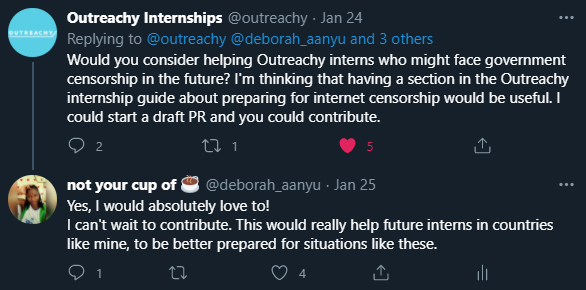 OUTREACHY
Outreachy Internships @outreachy · Jan 24
Replying to @outreachy @deborah_aanyu and 3 others
Would you consider helping Outreachy interns who might face government
censorship in the future? I'm thinking that having a section in the Outreachy
internship guide about preparing for internet censorship would be useful. I
could start a draft PR and you could contribute.
2 1 5
not your cup of ☕ @deborah_aanyu · Jan 25
Yes, I would absolutely love to!
I can't wait to contribute. This would really help future interns in countries
like mine, to be better prepared for situations like these.
1 4